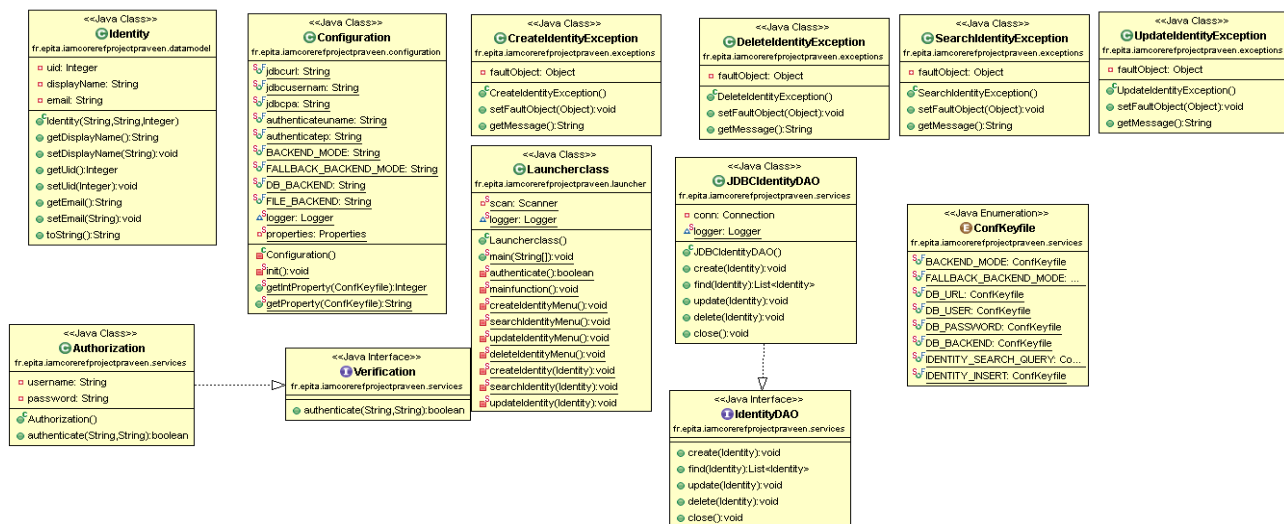 <<Java Class>>
Identity
fr.epita.iamcorerefprojectpraveen.datamodel
uid: Integer
displayName: String
email: String
Identity(String,String,Integer)
getDisplayName():String
setDisplayName(String):void
getUid():Integer
setUid(Integer):void
getEmail():String
setEmail(String):void
toString():String
<<Java Class>>
Configuration
fr.epita.iamcorerefprojectpraveen.configuration
jdbcurl: String
jdbcusernam: String
jdbcpa: String
authenticateuname: String
authenticatep: String
BACKEND_MODE: String
FALLBACK_BACKEND_MODE: String
DB_BACKEND: String
FILE_BACKEND: String
logger: Logger
properties: Properties
Configuration()
init():void
getIntProperty(ConfKeyfile):Integer
getProperty(ConfKeyfile):String
<<Java Class>>
CreateIdentityException
fr.epita.iamcorerefprojectpraveen.exceptions
faultObject: Object
CreateIdentityException()
setFaultObject(Object):void
getMessage():String
<<Java Class>>
DeleteIdentityException
fr.epita.iamcorerefprojectpraveen.exceptions
faultObject: Object
DeleteIdentityException()
setFaultObject(Object):void
getMessage():String
<<Java Class>>
SearchIdentityException
fr.epita.iamcorerefprojectpraveen.exceptions
faultObject: Object
SearchIdentityException()
setFaultObject(Object):void
getMessage():String
<<Java Class>>
UpdateIdentityException
fr.epita.iamcorerefprojectpraveen.exceptions
faultObject: Object
UpdateIdentityException()
setFaultObject(Object):void
getMessage():String
<<Java Class>>
Launcherclass
fr.epita.iamcorerefprojectpraveen.launcher
scan: Scanner
logger: Logger
Launcherclass()
main(String[]):void
authenticate():boolean
mainfunction():void
createIdentityMenu():void
searchIdentityMenu():void
updateIdentityMenu():void
deleteIdentityMenu():void
createIdentity(Identity):void
searchIdentity(Identity):void
updateIdentity(Identity):void
<<Java Class>>
JDBCIdentityDAO
fr.epita.iamcorerefprojectpraveen.services
conn: Connection
logger: Logger
JDBCIdentityDAO()
create(Identity):void
find(Identity):List<Identity>
update(Identity):void
delete(Identity):void
close():void
<<Java Enumeration>>
ConfKeyfile
fr.epita.iamcorerefprojectpraveen.services
BACKEND_MODE: ConfKeyfile
FALLBACK_BACKEND_MODE: ...
DB_URL: ConfKeyfile
DB_USER: ConfKeyfile
DB_PASSWORD: ConfKeyfile
DB_BACKEND: ConfKeyfile
IDENTITY_SEARCH_QUERY: Co...
IDENTITY_INSERT: ConfKeyfile
<<Java Class>>
Authorization
fr.epita.iamcorerefprojectpraveen.services
username: String
password: String
Authorization()
authenticate(String,String):boolean
<<Java Interface>>
Verification
fr.epita.iamcorerefprojectpraveen.services
authenticate(String,String):boolean
<<Java Interface>>
IdentityDAO
fr.epita.iamcorerefprojectpraveen.services
create(Identity):void
find(Identity):List<Identity>
update(Identity):void
delete(Identity):void
close():void